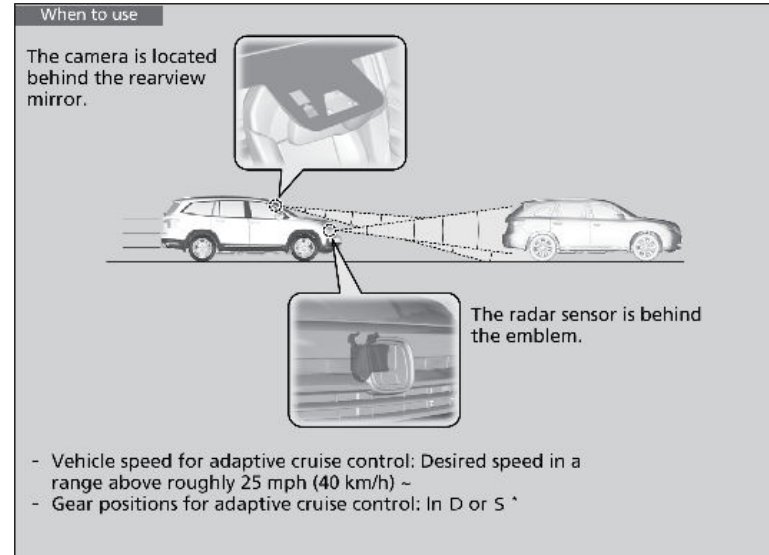 When to use
The camera is located
behind the rearview
mirror.
The radar sensor is behind
the emblem.
- Vehicle speed for adaptive cruise control: Desired speed in a
range above roughly 25 mph (40 km/h) ~
- Gear positions for adaptive cruise control: In D or S *